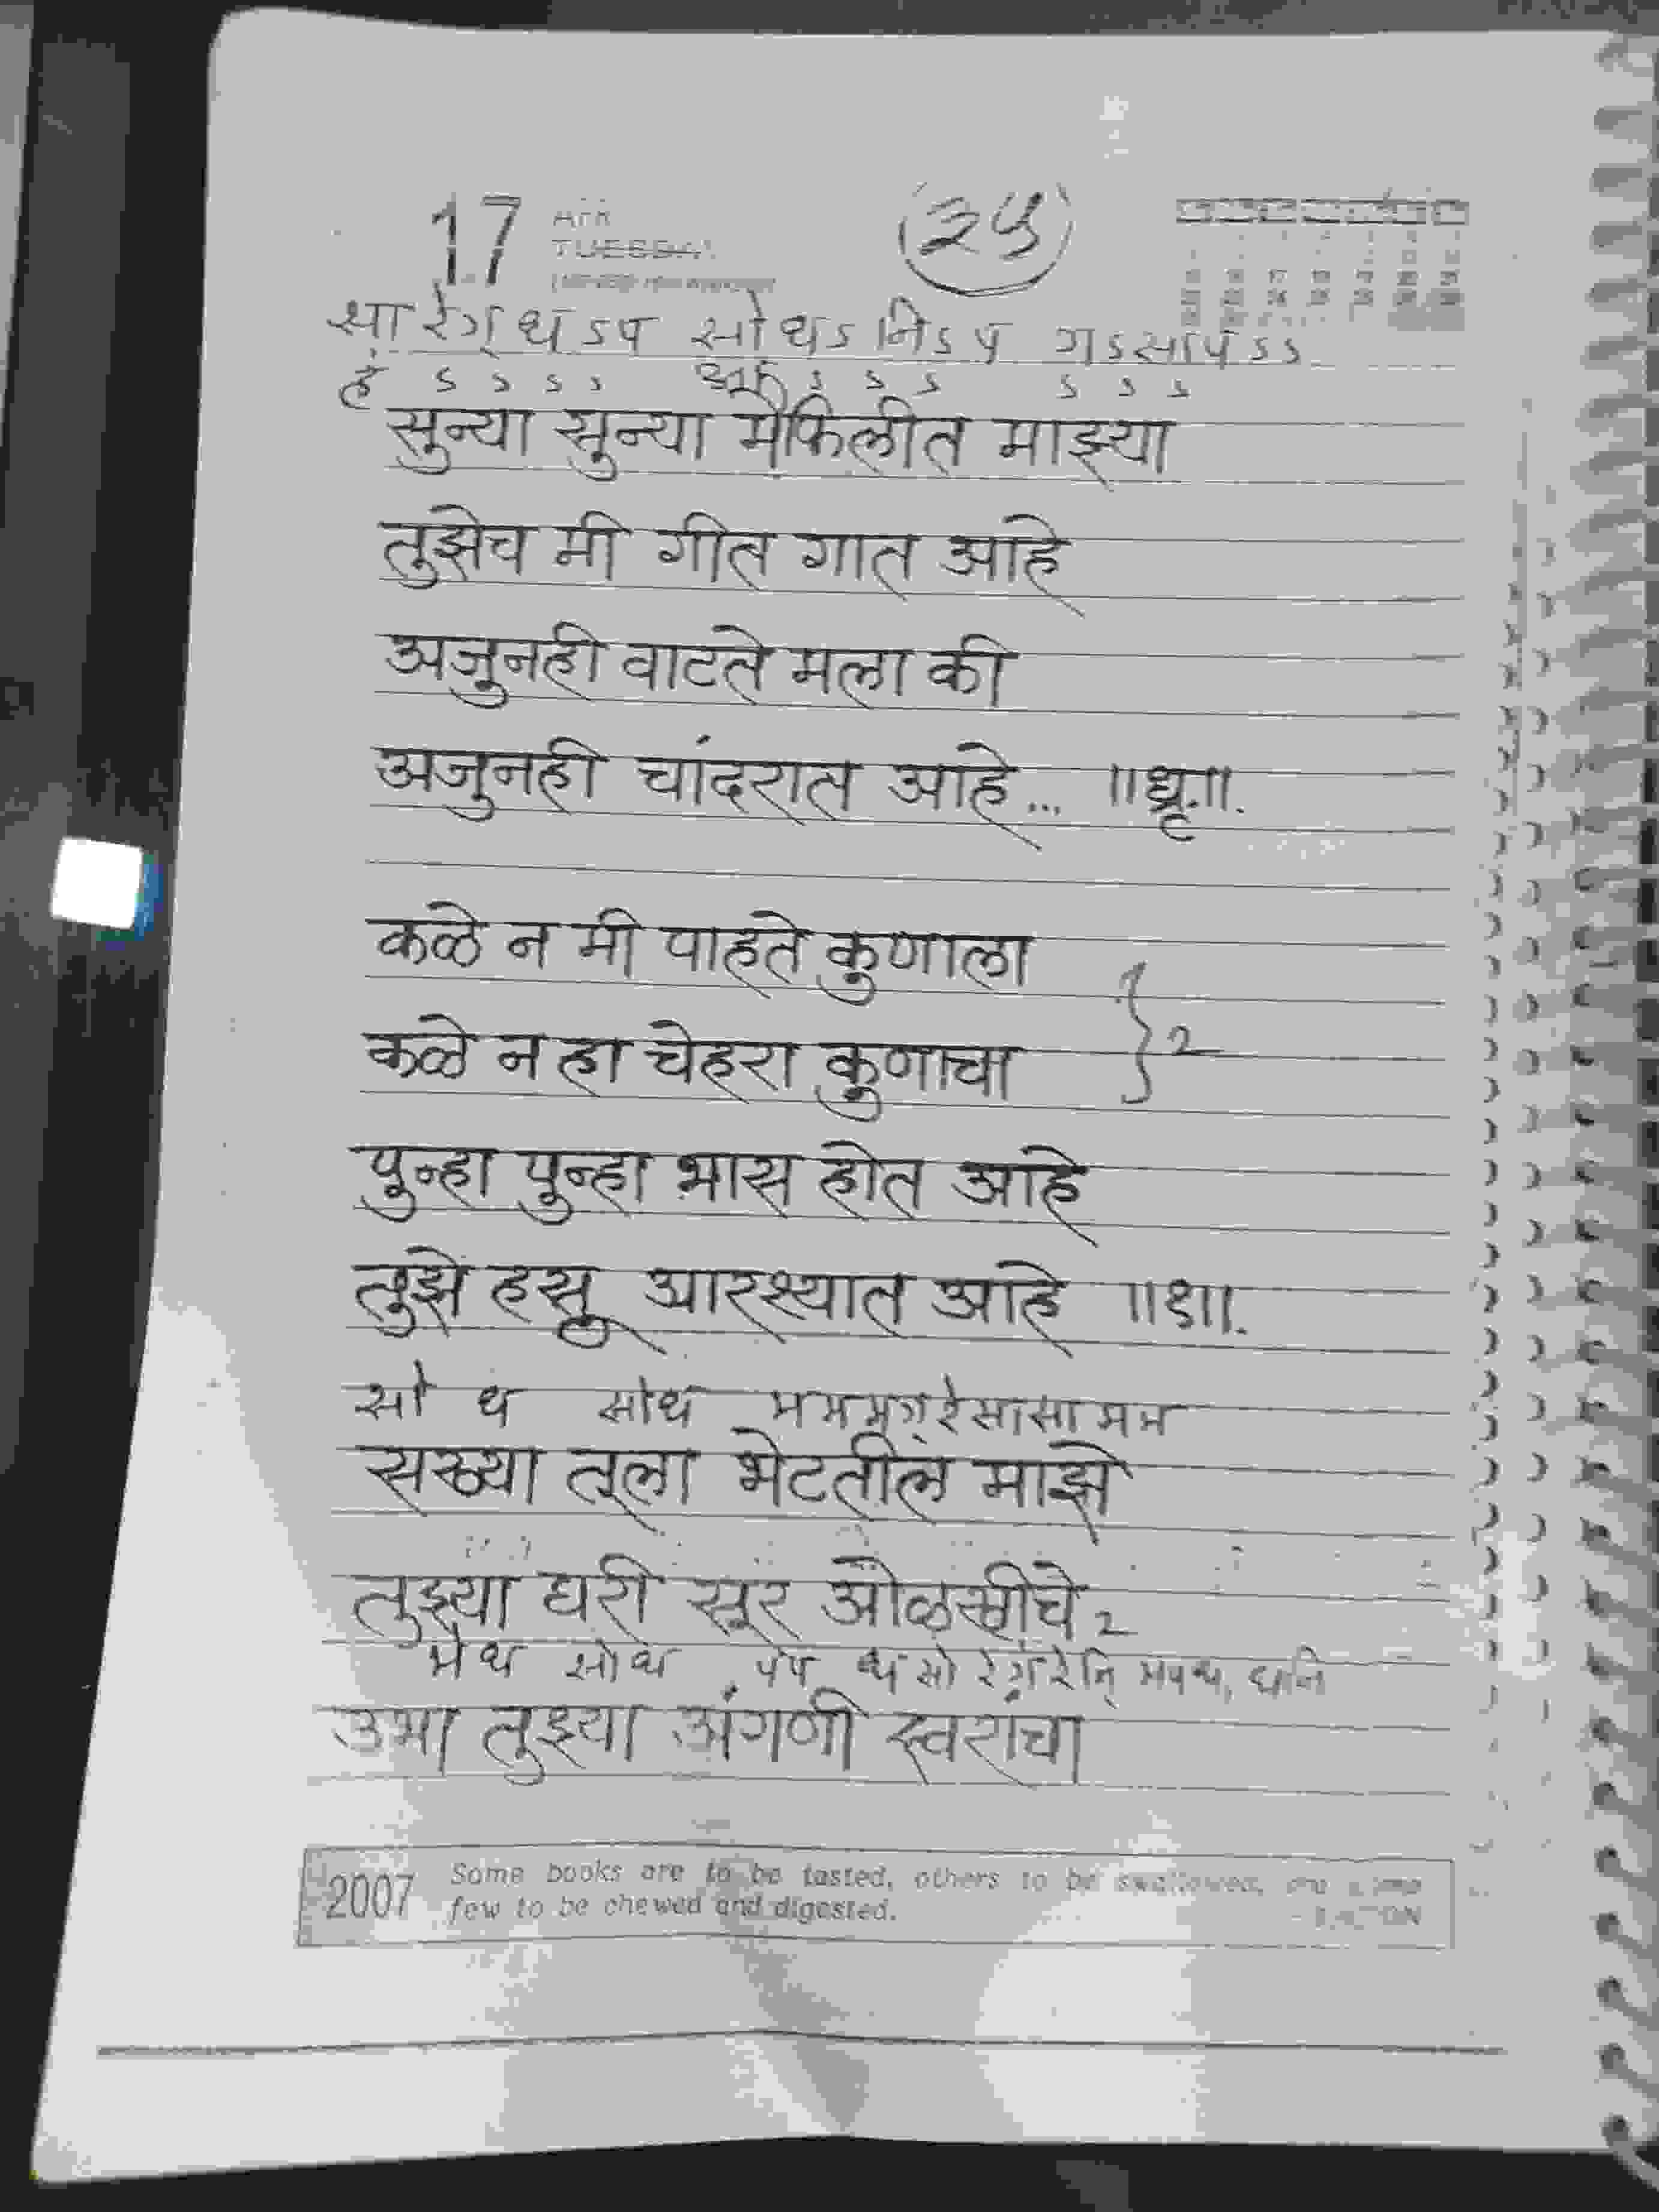 17 APR
TUESDAY
२५
सा रे ग् ध ऽ प सां ध ऽ नि ऽ प ग ऽ सा प ऽ ऽ
ऽ ऽ ऽ ऽ ऽ ऽ ऽ ऽ ऽ ऽ
सुन्या सुन्या मैफिलीत माझ्या
तुझेच मी गीत गात आहे
अजुनही वाटते मला की
अजुनही चांदरात आहे... ॥धृ.॥.
कळे न मी पाहते कुणाला
कळे न हा चेहरा कुणाचा } 2
पुन्हा पुन्हा भास होत आहे
तुझे हसू आरश्यात आहे ॥१॥.
सां ध सांध म म म ग् रे सा सा म म
सख्या तूला भेटतील माझे
तुझ्या घरी सूर ओळखीचे 2
मे ध सां ध प प ध सां रें गं रें नि म प ध, ध नि
उभा तुझ्या अंगणी स्वरांचा
2007 Some books are to be tasted, others to be swallowed, and some
few to be chewed and digested.